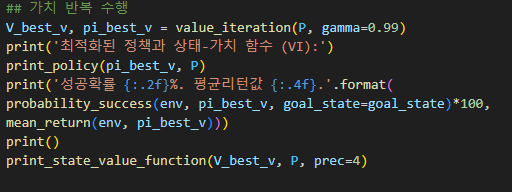 ## 가치 반복 수행
V_best_v, pi_best_v = value_iteration(P, gamma=0.99)
print('최적화된 정책과 상태-가치 함수 (VI):')
print_policy(pi_best_v, P)
print('성공확률 {:.2f}%. 평균리턴값 {:.4f}.'.format(
probability_success(env, pi_best_v, goal_state=goal_state)*100,
mean_return(env, pi_best_v)))
print()
print_state_value_function(V_best_v, P, prec=4)